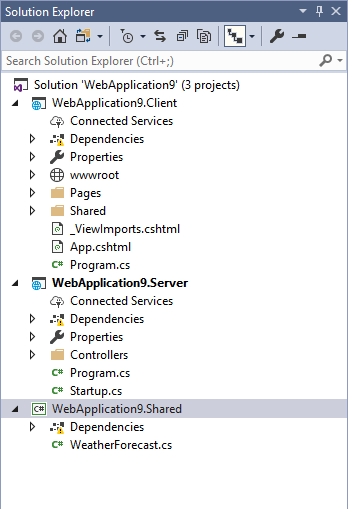 Solution Explorer
Search Solution Explorer (Ctrl+;)
Solution 'WebApplication9' (3 projects)
WebApplication9.Client
Connected Services
Dependencies
Properties
wwwroot
Pages
Shared
_ViewImports.cshtml
App.cshtml
C# Program.cs
WebApplication9.Server
Connected Services
Dependencies
Properties
Controllers
C# Program.cs
C# Startup.cs
C# WebApplication9.Shared
Dependencies
C# WeatherForecast.cs